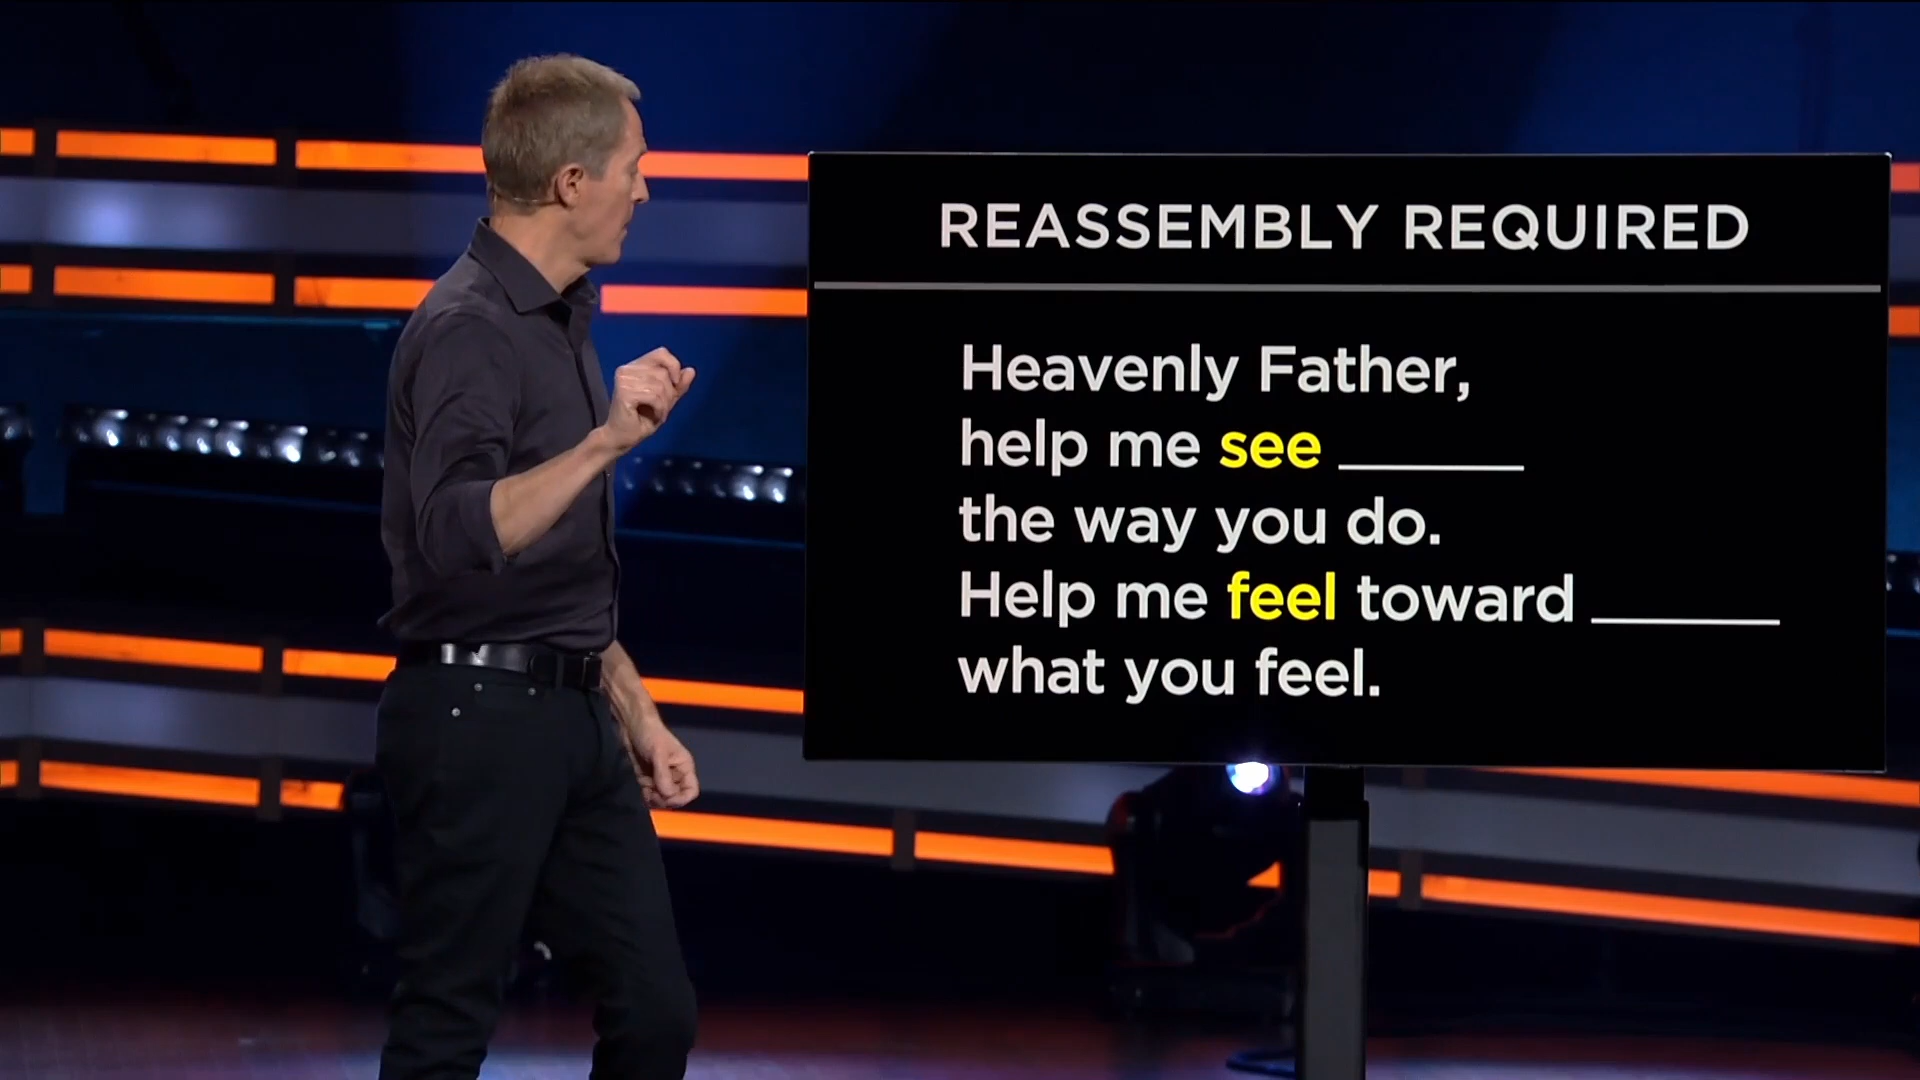 REASSEMBLY REQUIRED
Heavenly Father,
help me see ______
the way you do.
Help me feel toward ______
what you feel.